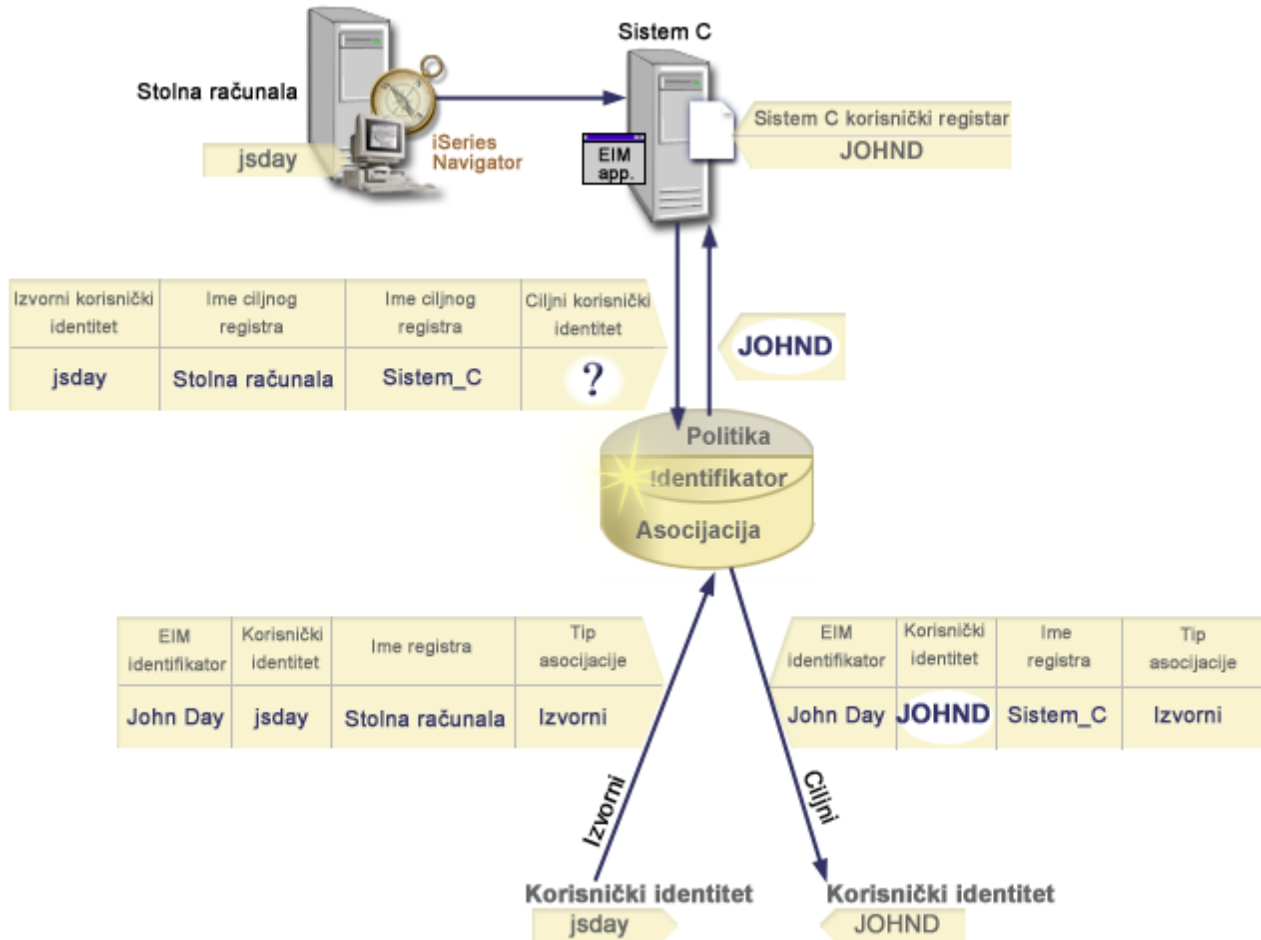 Sistem C
Stolna računala
jsday
iSeries
Navigator
EIM
app.
Sistem C korisnički registar
JOHND
Izvorni korisnički
identitet
Ime ciljnog
registra
Ime ciljnog
registra
Ciljni korisnički
identitet
jsday
Stolna računala
Sistem_C
?
JOHND
Politika
Identifikator
Asocijacija
EIM
identifikator
Korisnički
identitet
Ime registra
Tip
asocijacije
John Day
jsday
Stolna računala
Izvorni
EIM
identifikator
Korisnički
identitet
Ime
registra
Tip
asocijacije
John Day
JOHND
Sistem_C
Izvorni
Izvorni
Ciljni
Korisnički identitet
jsday
Korisnički identitet
JOHND